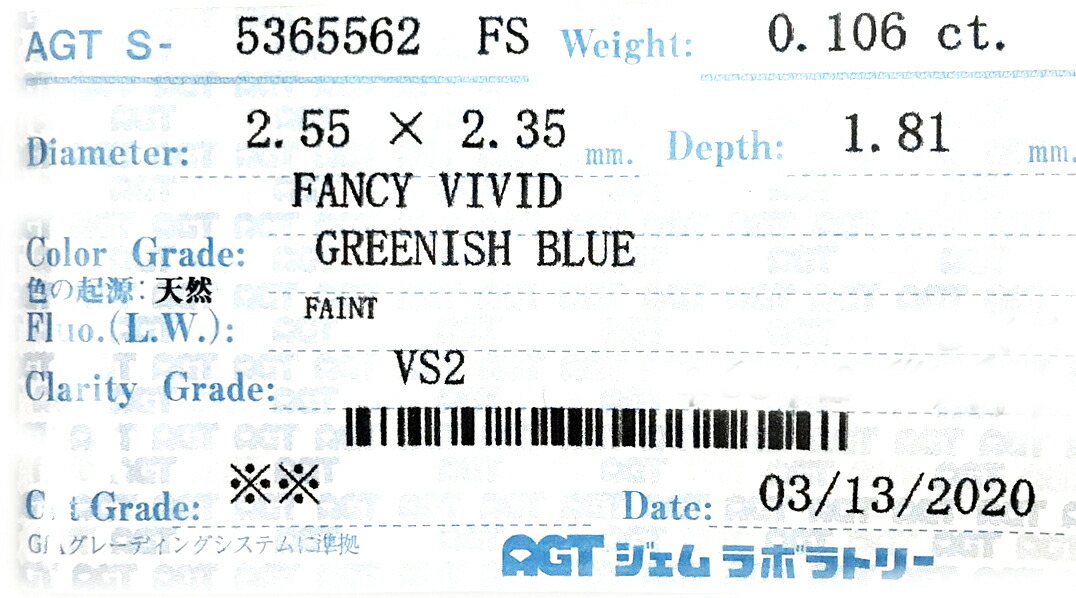 AGT S- 5365562 FS Weight: 0.106 ct.
Diameter: 2.55 × 2.35 mm. Depth: 1.81 mm.
FANCY VIVID
Color Grade: GREENISH BLUE
色の起源：天然
Fluo.(L.W.): FAINT
Clarity Grade: VS2
Cut Grade: ※※ Date: 03/13/2020
GIAグレーディングシステムに準拠
AGTジェムラボラトリー